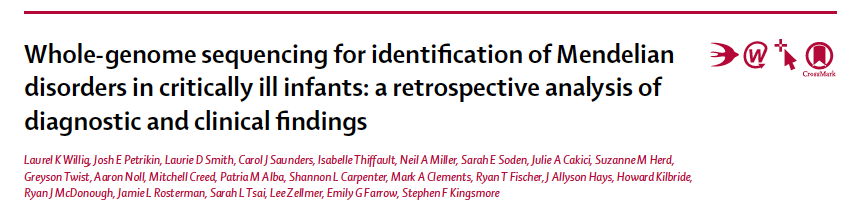 Whole-genome sequencing for identification of Mendelian
disorders in critically ill infants: a retrospective analysis of
diagnostic and clinical findings
W
CrossMark
Laurel K Willig, Josh E Petrikin, Laurie D Smith, Carol J Saunders, Isabelle Thiffault, Neil A Miller, Sarah E Soden, Julie A Cakici, Suzanne M Herd,
Greyson Twist, Aaron Noll, Mitchell Creed, Patria M Alba, Shannon L Carpenter, Mark A Clements, Ryan T Fischer, J Allyson Hays, Howard Kilbride,
Ryan J McDonough, Jamie L Rosterman, Sarah L Tsai, Lee Zellmer, Emily G Farrow, Stephen F Kingsmore